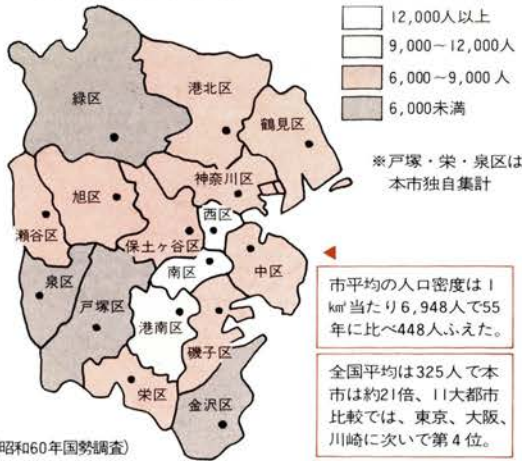 12,000人以上
9,000～12,000人
6,000～9,000人
6,000未満
※戸塚・栄・泉区は
本市独自集計
緑区
港北区
鶴見区
神奈川区
旭区
西区
瀬谷区
保土ヶ谷区
南区
中区
泉区
戸塚区
港南区
磯子区
栄区
金沢区
市平均の人口密度は1
km²当たり6,948人で55
年に比べ448人ふえた。
全国平均は325人で本
市は約21倍、11大都市
比較では、東京、大阪、
川崎に次いで第4位。
昭和60年国勢調査）